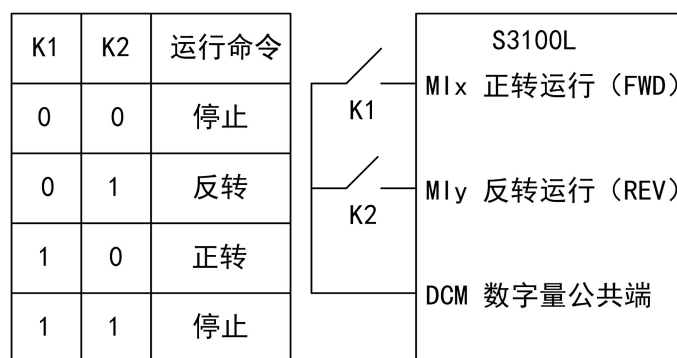 K1 K2 运行命令
0 0 停止
0 1 反转
1 0 正转
1 1 停止
S3100L
K1 MIx 正转运行（FWD）
K2 MIy 反转运行（REV）
DCM 数字量公共端